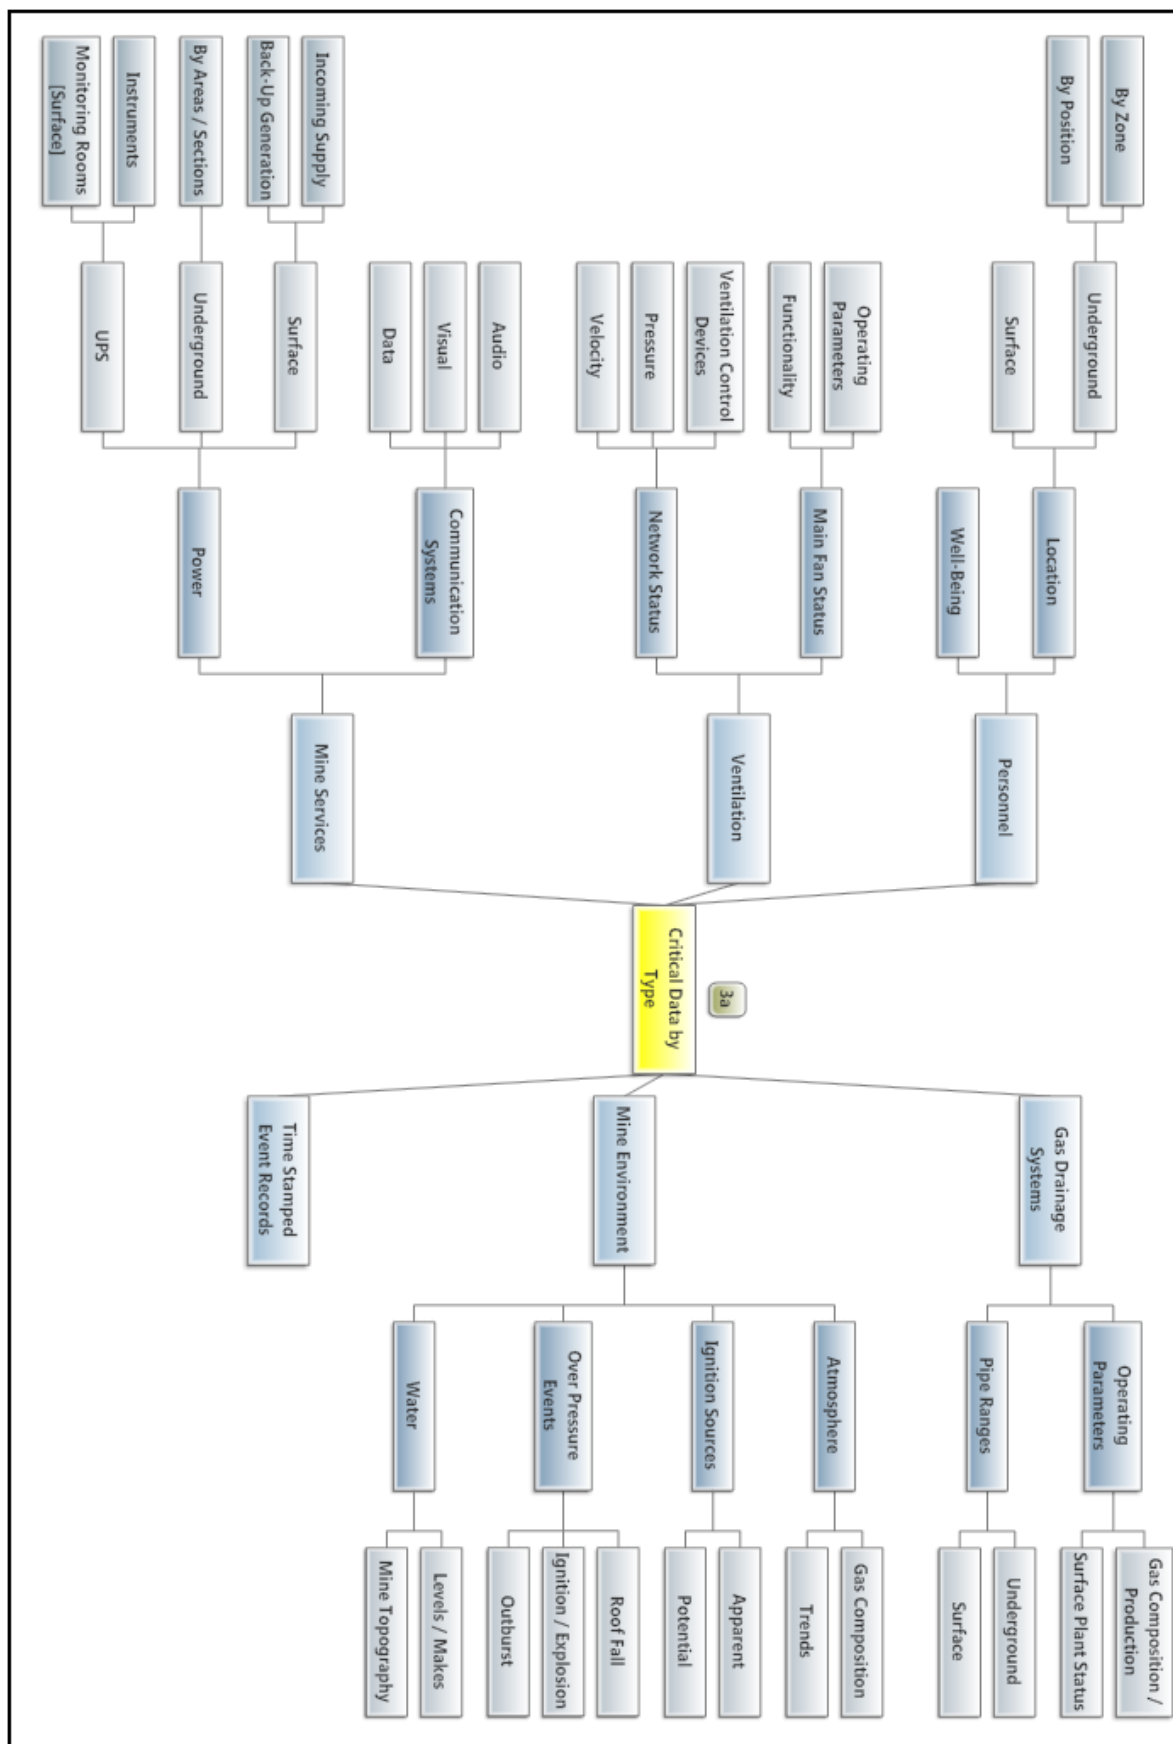 By Zone
By Position
Underground
Surface
Location
Well-Being
Personnel
Operating
Parameters
Functionality
Ventilation Control
Devices
Pressure
Velocity
Main Fan Status
Network Status
Ventilation
Audio
Visual
Data
Incoming Supply
Back-Up Generation
By Areas / Sections
Instruments
Monitoring Rooms
[Surface]
Surface
Underground
UPS
Communication
Systems
Power
Mine Services
3a
Critical Data by
Type
Gas Drainage
Systems
Operating
Parameters
Pipe Ranges
Gas Composition /
Production
Surface Plant Status
Underground
Surface
Mine Environment
Atmosphere
Ignition Sources
Over Pressure
Events
Water
Gas Composition
Trends
Apparent
Potential
Roof Fall
Ignition / Explosion
Outburst
Levels / Makes
Mine Topography
Time Stamped
Event Records